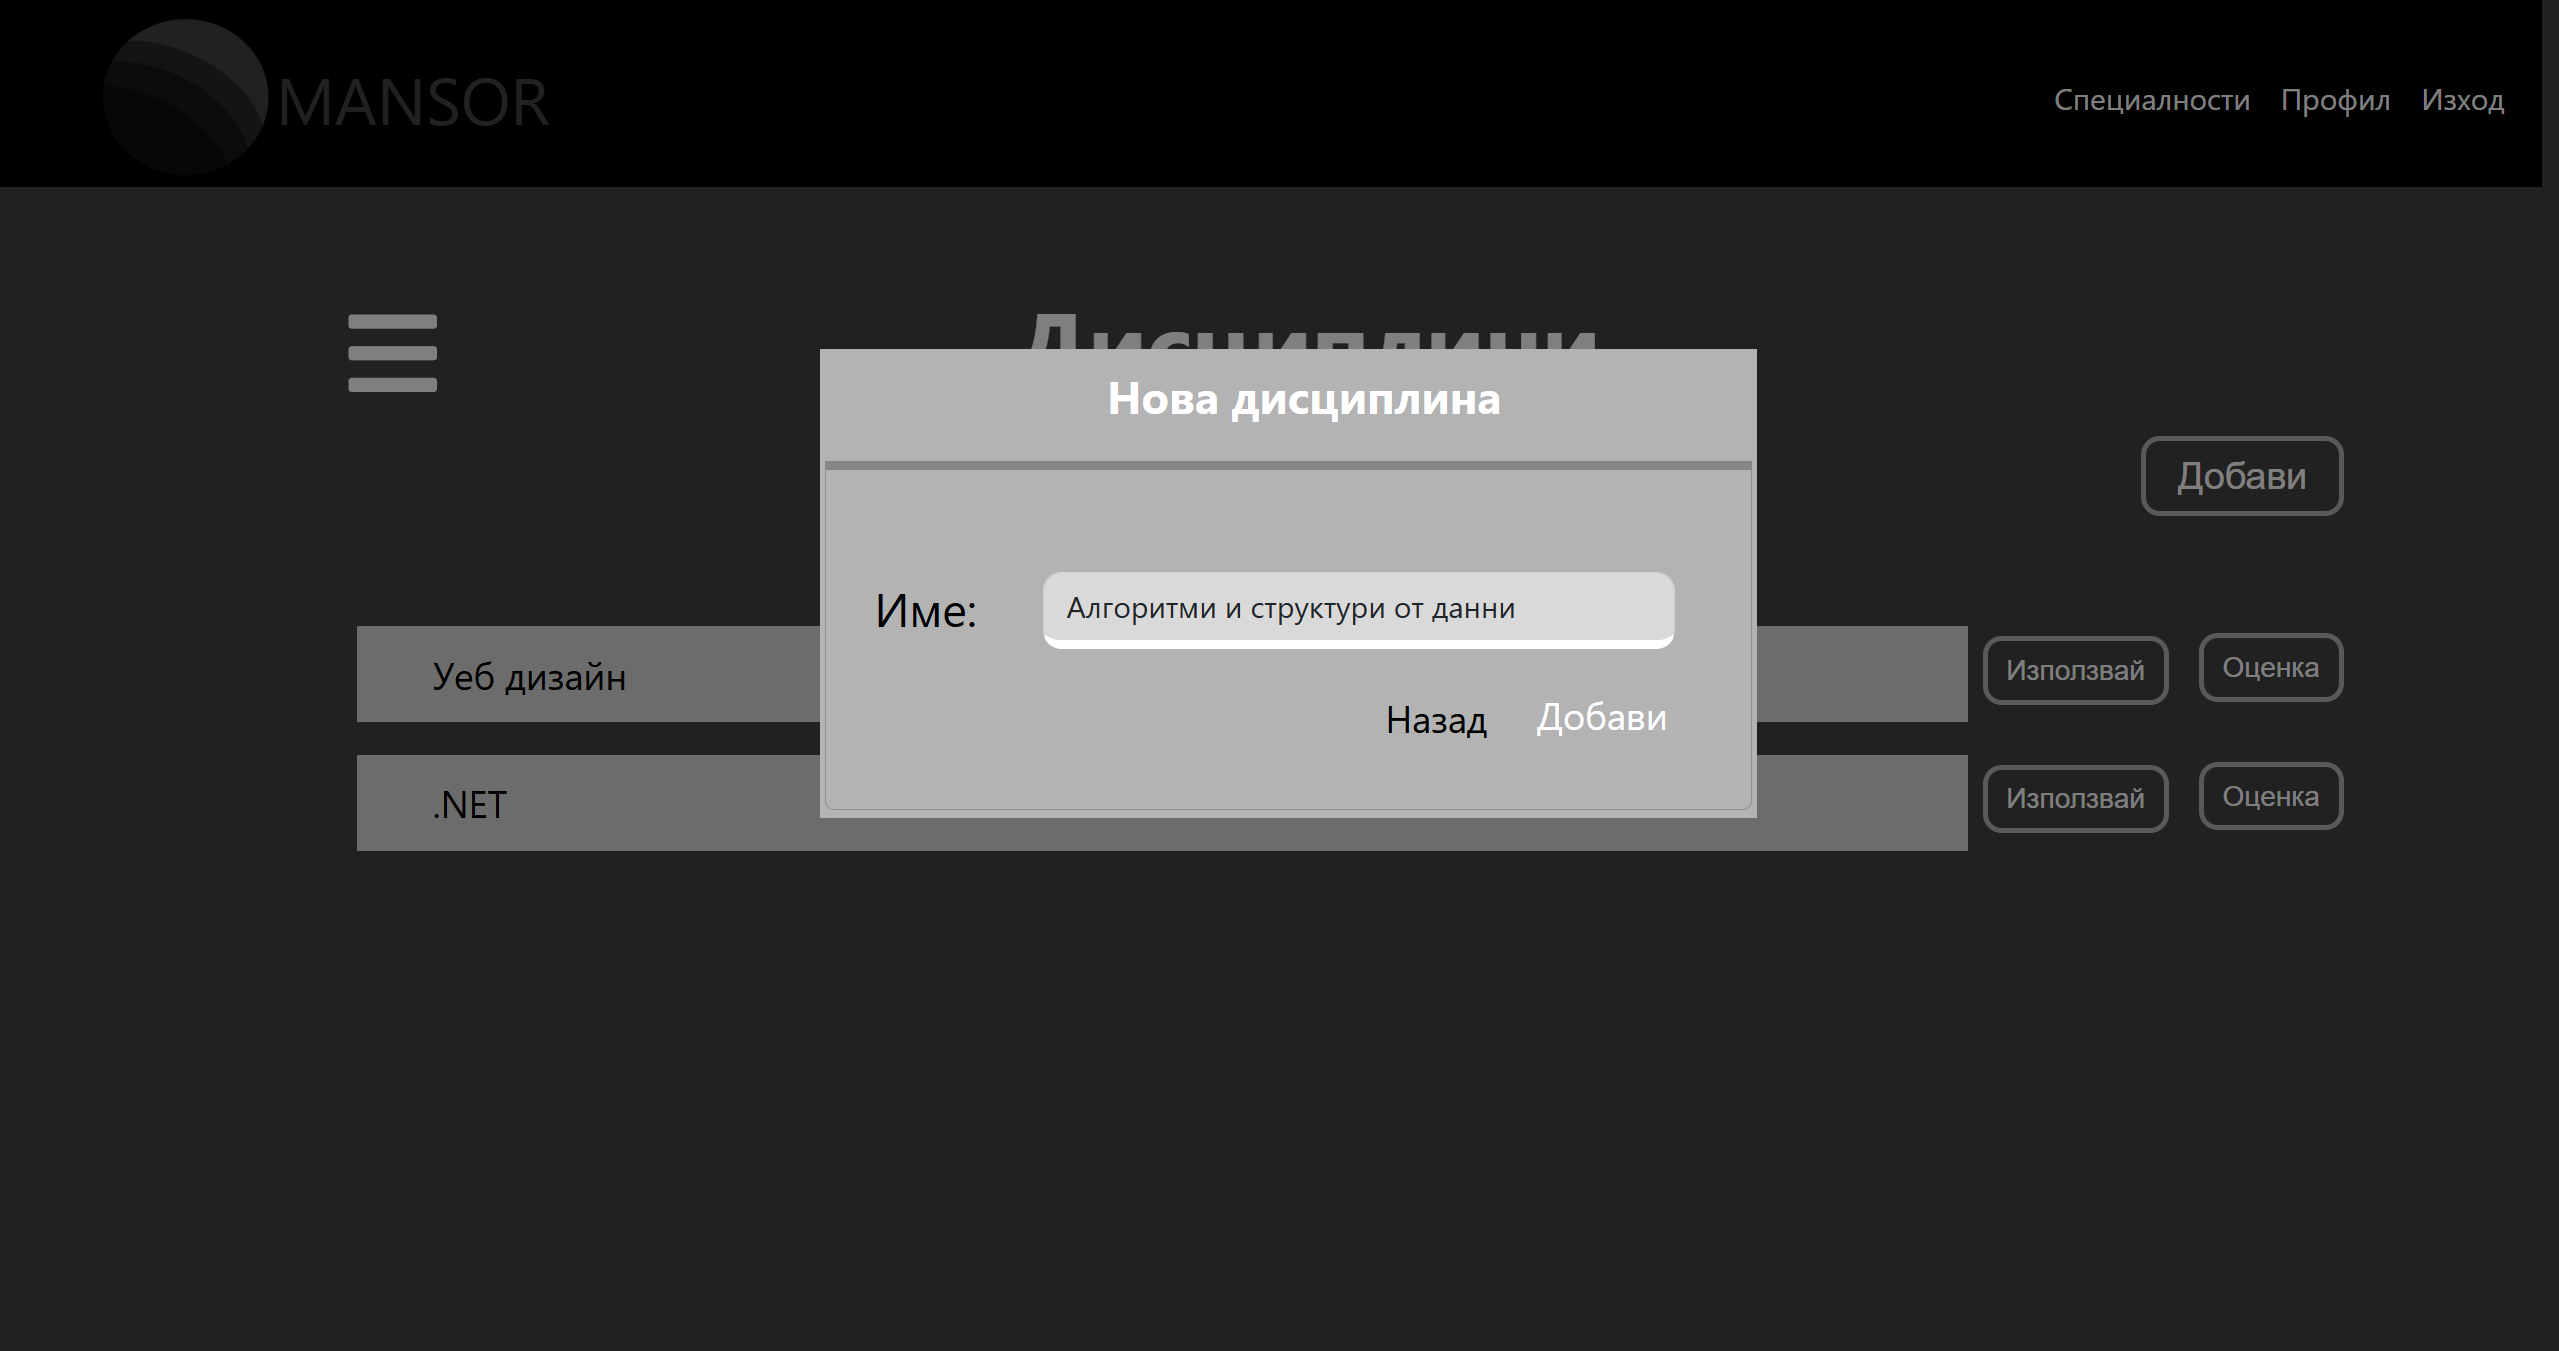 MANSOR
Специалности Профил Изход
Дисциплини
Нова дисциплина
Добави
Име: Алгоритми и структури от данни
Уеб дизайн
Използвай Оценка
Назад Добави
.NET
Използвай Оценка